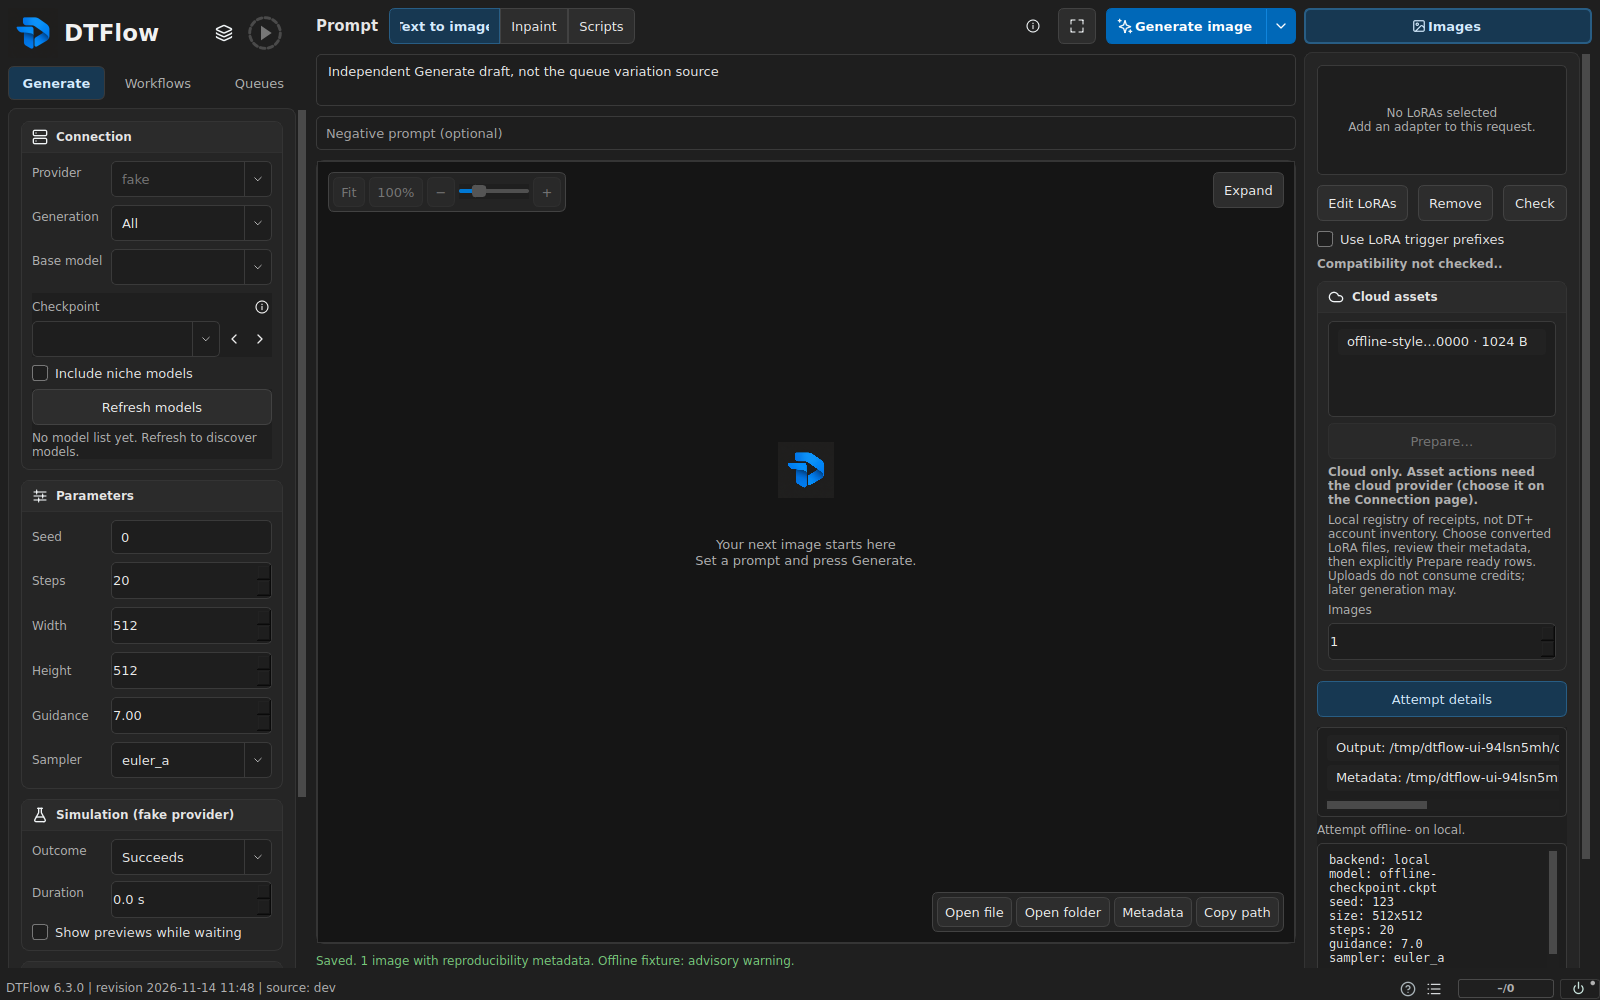 DTFlow
Generate
Workflows
Queues
Connection
Provider
fake
Generation
All
Base model
Checkpoint
Include niche models
Refresh models
No model list yet. Refresh to discover
models.
Parameters
Seed
0
Steps
20
Width
512
Height
512
Guidance
7.00
Sampler
euler_a
Simulation (fake provider)
Outcome
Succeeds
Duration
0.0 s
Show previews while waiting
Prompt
Text to image
Inpaint
Scripts
Generate image
Independent Generate draft, not the queue variation source
Negative prompt (optional)
Fit
100%
−
+
Expand
Your next image starts here
Set a prompt and press Generate.
Open file
Open folder
Metadata
Copy path
Saved. 1 image with reproducibility metadata. Offline fixture: advisory warning.
Images
No LoRAs selected
Add an adapter to this request.
Edit LoRAs
Remove
Check
Use LoRA trigger prefixes
Compatibility not checked..
Cloud assets
offline-style...0000 · 1024 B
Prepare...
Cloud only. Asset actions need
the cloud provider (choose it on
the Connection page).
Local registry of receipts, not DT+
account inventory. Choose converted
LoRA files, review their metadata,
then explicitly Prepare ready rows.
Uploads do not consume credits;
later generation may.
Images
1
Attempt details
Output: /tmp/dtflow-ui-94lsn5mh/
Metadata: /tmp/dtflow-ui-94lsn5m
Attempt offline- on local.
backend: local
model: offline-
checkpoint.ckpt
seed: 123
size: 512x512
steps: 20
guidance: 7.0
sampler: euler_a
DTFlow 6.3.0 | revision 2026-11-14 11:48 | source: dev
–/0